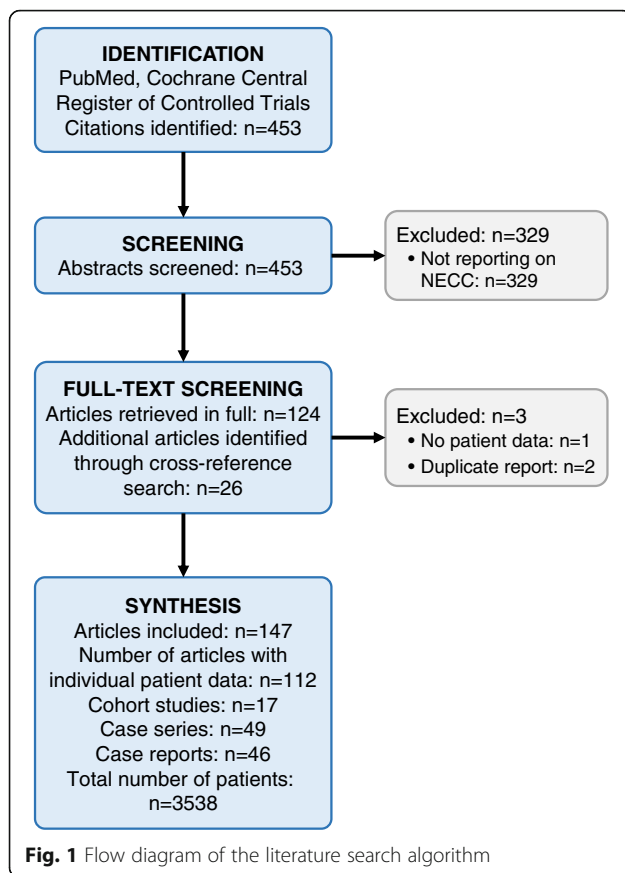 IDENTIFICATION
PubMed, Cochrane Central
Register of Controlled Trials
Citations identified: n=453
SCREENING
Abstracts screened: n=453
Excluded: n=329
• Not reporting on
NECC: n=329
FULL-TEXT SCREENING
Articles retrieved in full: n=124
Additional articles identified
through cross-reference
search: n=26
Excluded: n=3
• No patient data: n=1
• Duplicate report: n=2
SYNTHESIS
Articles included: n=147
Number of articles with
individual patient data: n=112
Cohort studies: n=17
Case series: n=49
Case reports: n=46
Total number of patients:
n=3538
Fig. 1 Flow diagram of the literature search algorithm